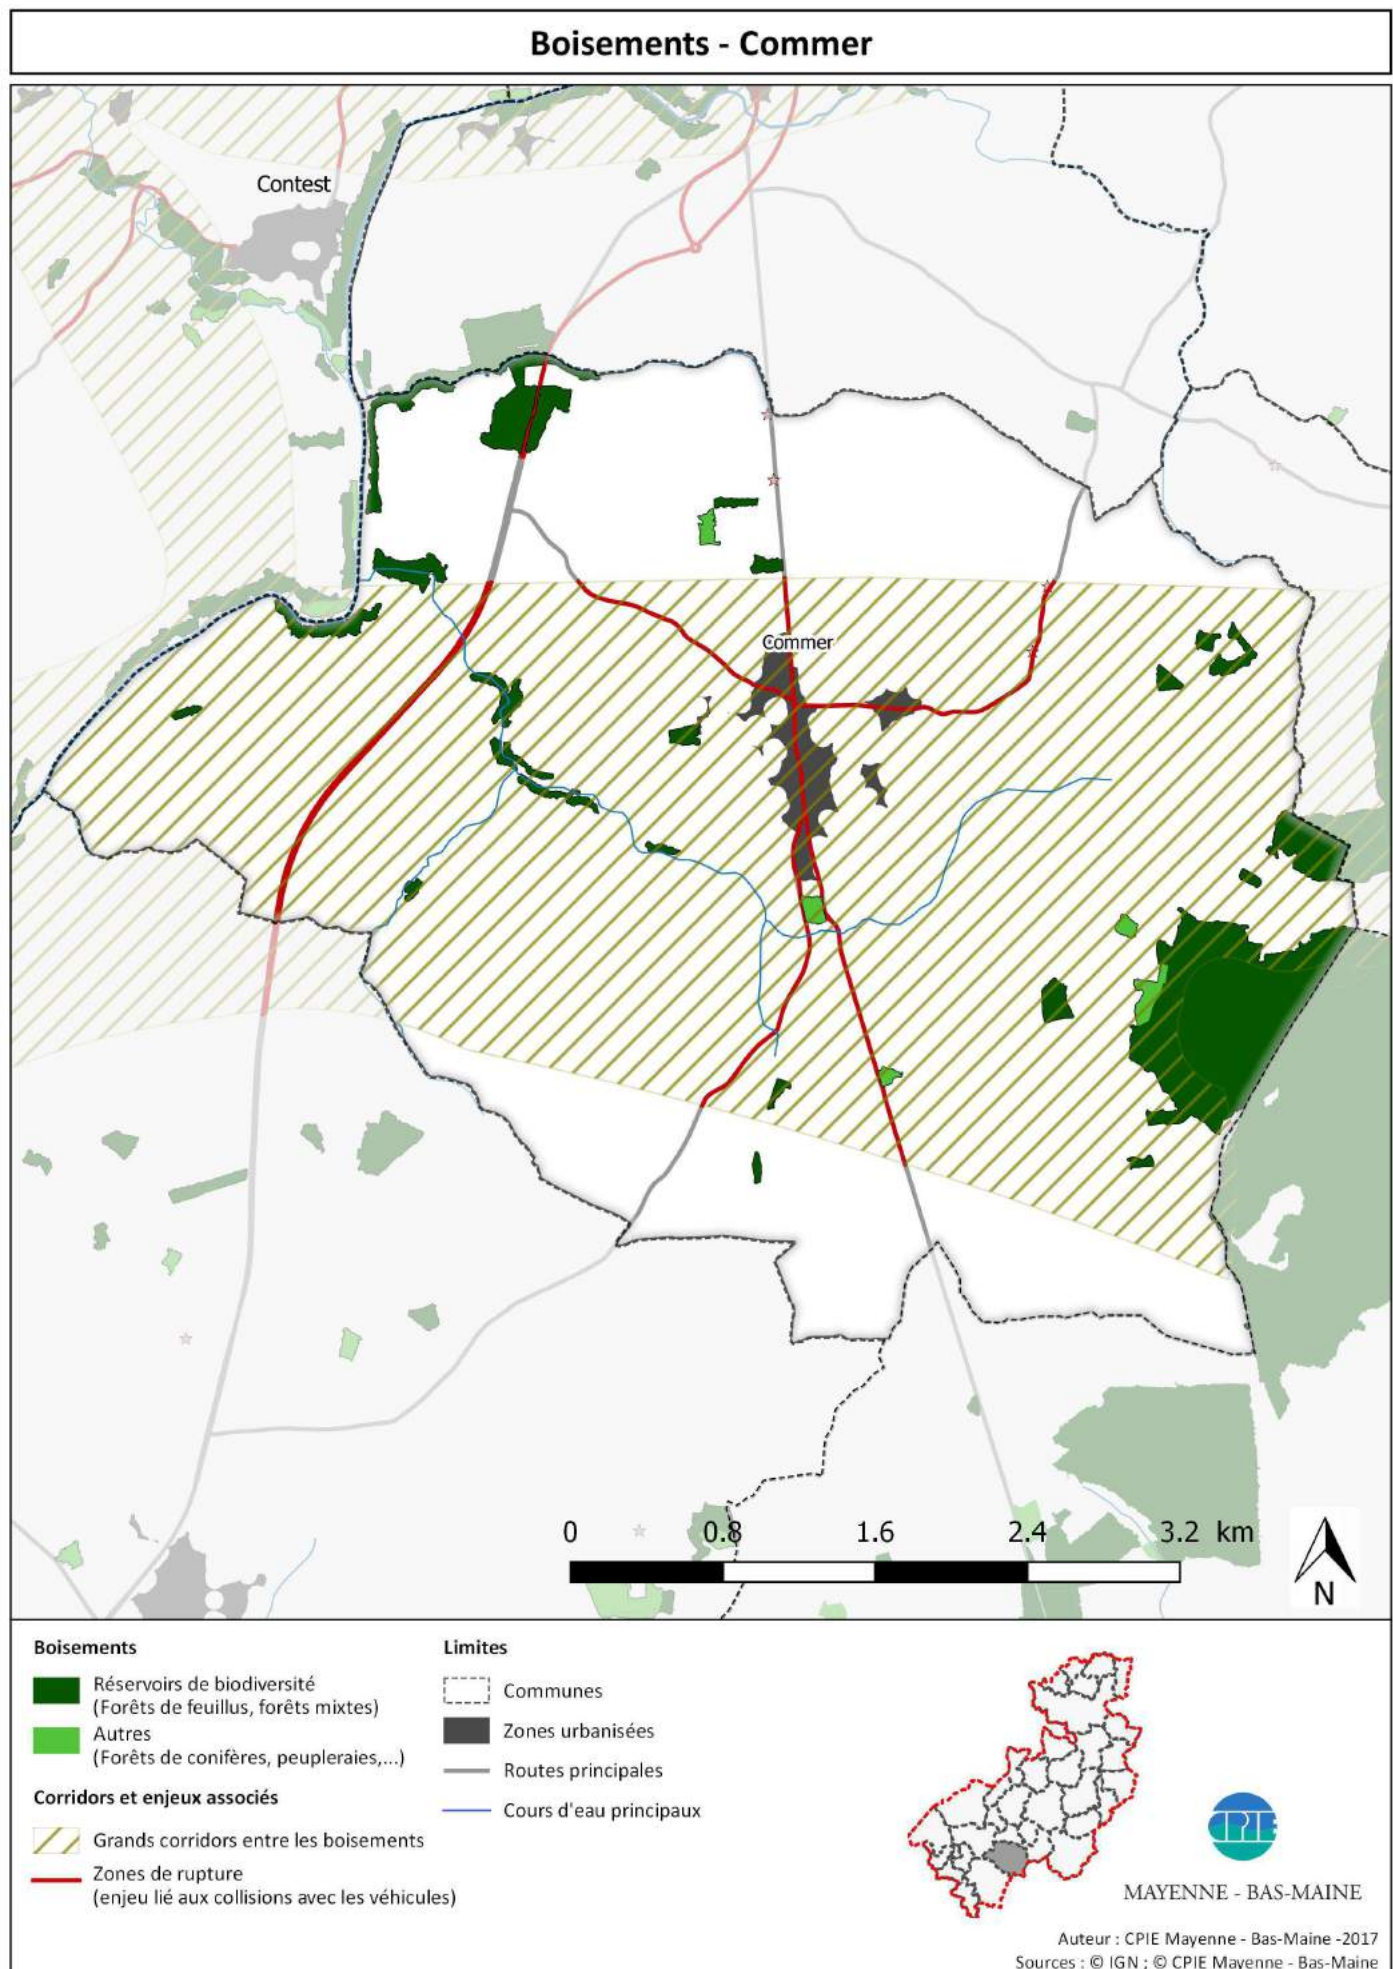 Boisements - Commer
Contest
Commer
0 0.8 1.6 2.4 3.2 km
N
Boisements
Réservoirs de biodiversité
(Forêts de feuillus, forêts mixtes)
Autres
(Forêts de conifères, peupleraies,...)
Corridors et enjeux associés
Grands corridors entre les boisements
Zones de rupture
(enjeu lié aux collisions avec les véhicules)
Limites
Communes
Zones urbanisées
Routes principales
Cours d'eau principaux
CPIE
MAYENNE - BAS-MAINE
Auteur : CPIE Mayenne - Bas-Maine -2017
Sources : © IGN ; © CPIE Mayenne - Bas-Maine